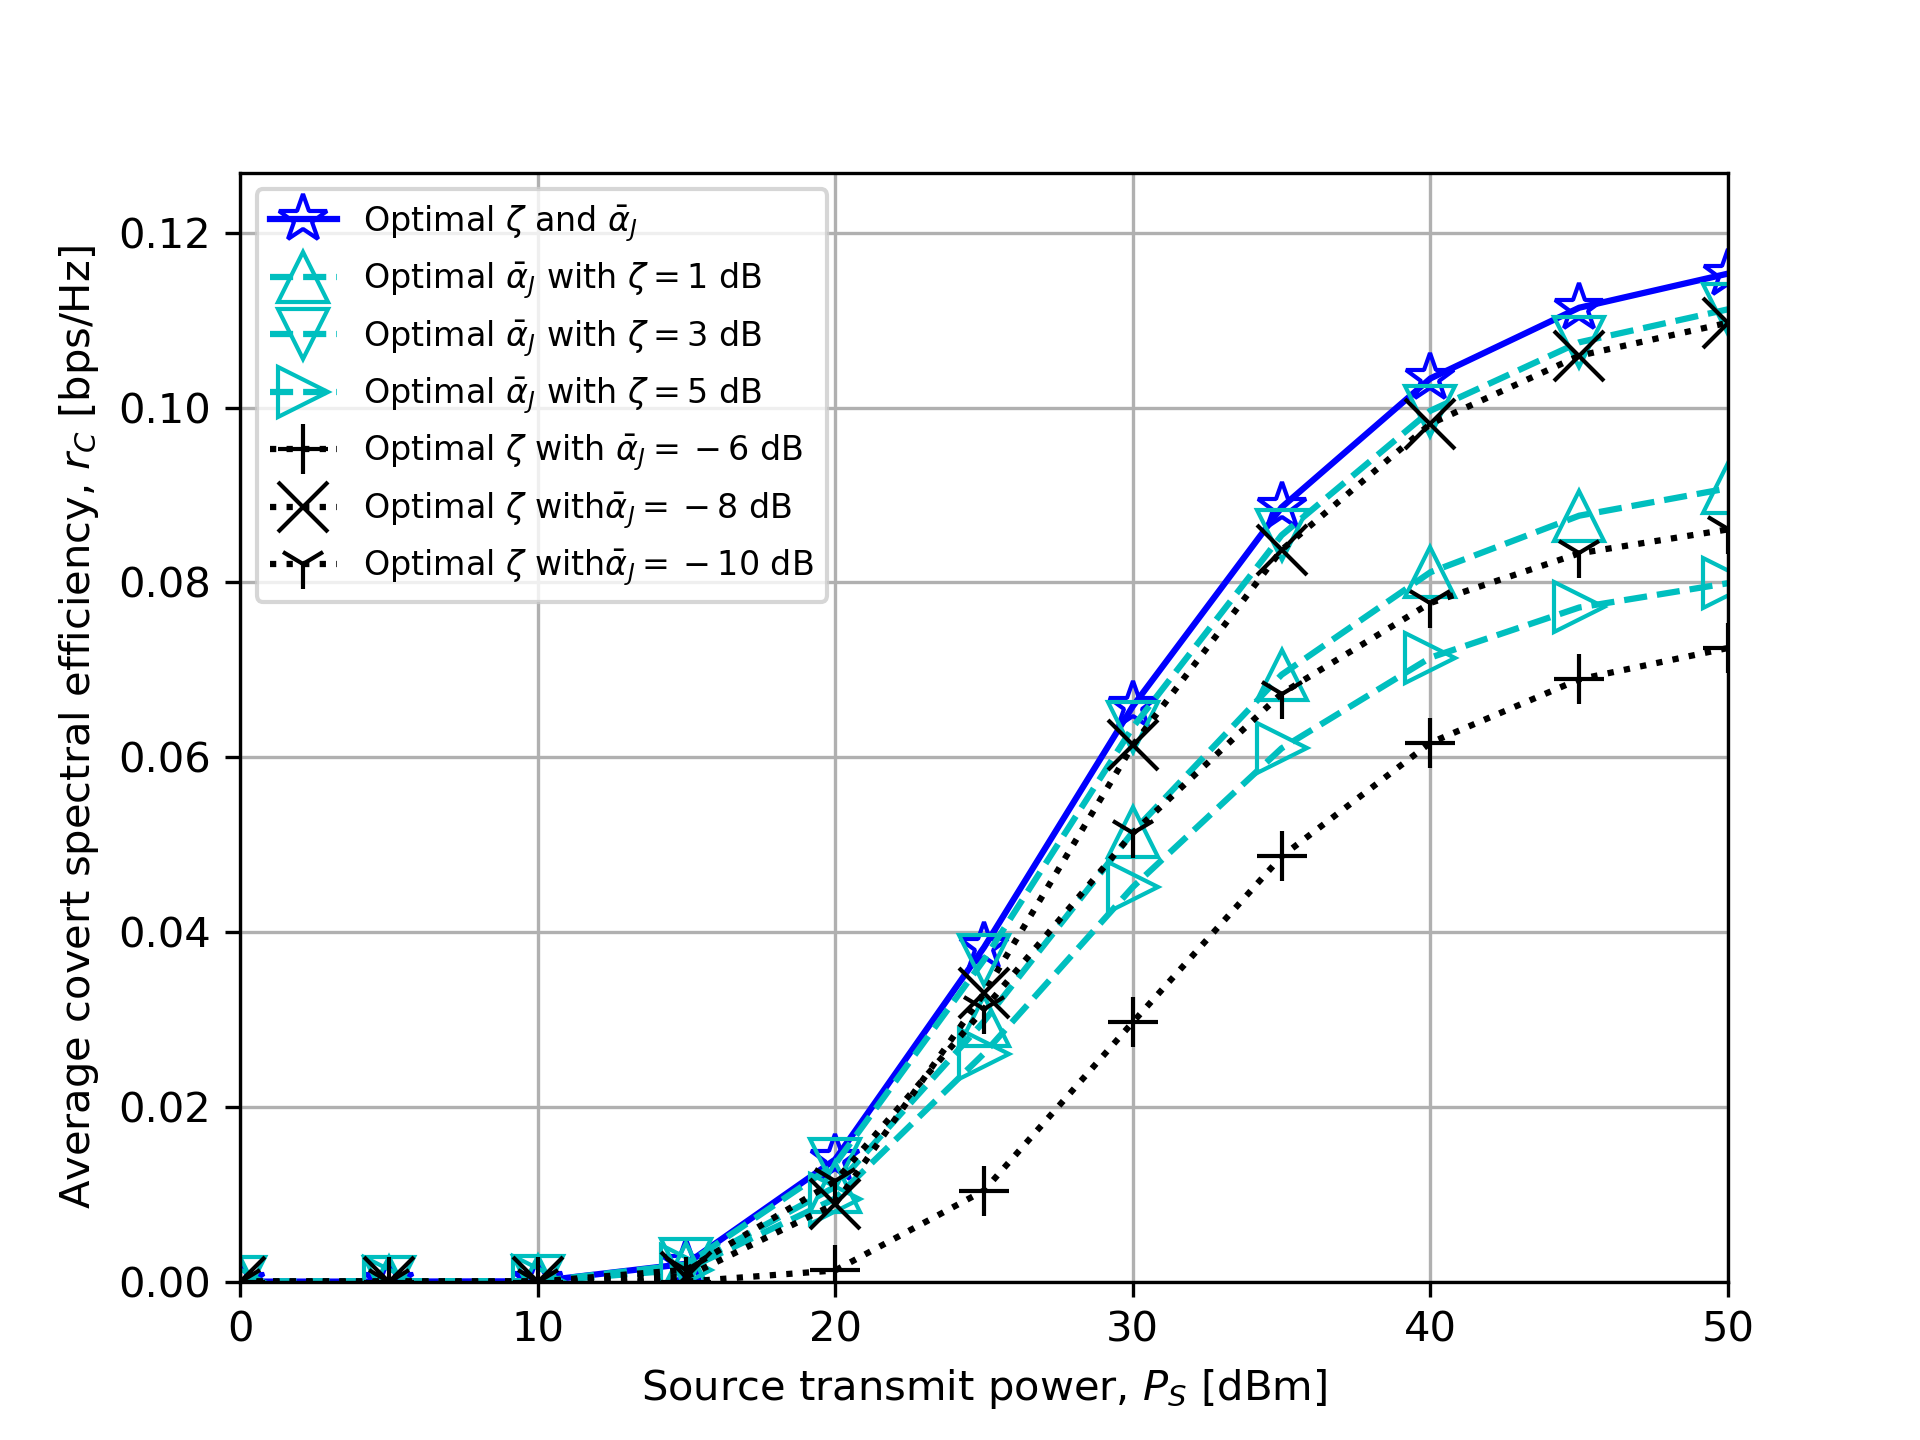 Optimal ζ and ᾱ_J
Optimal ᾱ_J with ζ = 1 dB
Optimal ᾱ_J with ζ = 3 dB
Optimal ᾱ_J with ζ = 5 dB
Optimal ζ with ᾱ_J = − 6 dB
Optimal ζ withᾱ_J = − 8 dB
Optimal ζ withᾱ_J = − 10 dB
0.12
0.10
0.08
0.06
0.04
0.02
0.00
Average covert spectral efficiency, r_C [bps/Hz]
0 10 20 30 40 50
Source transmit power, P_S [dBm]